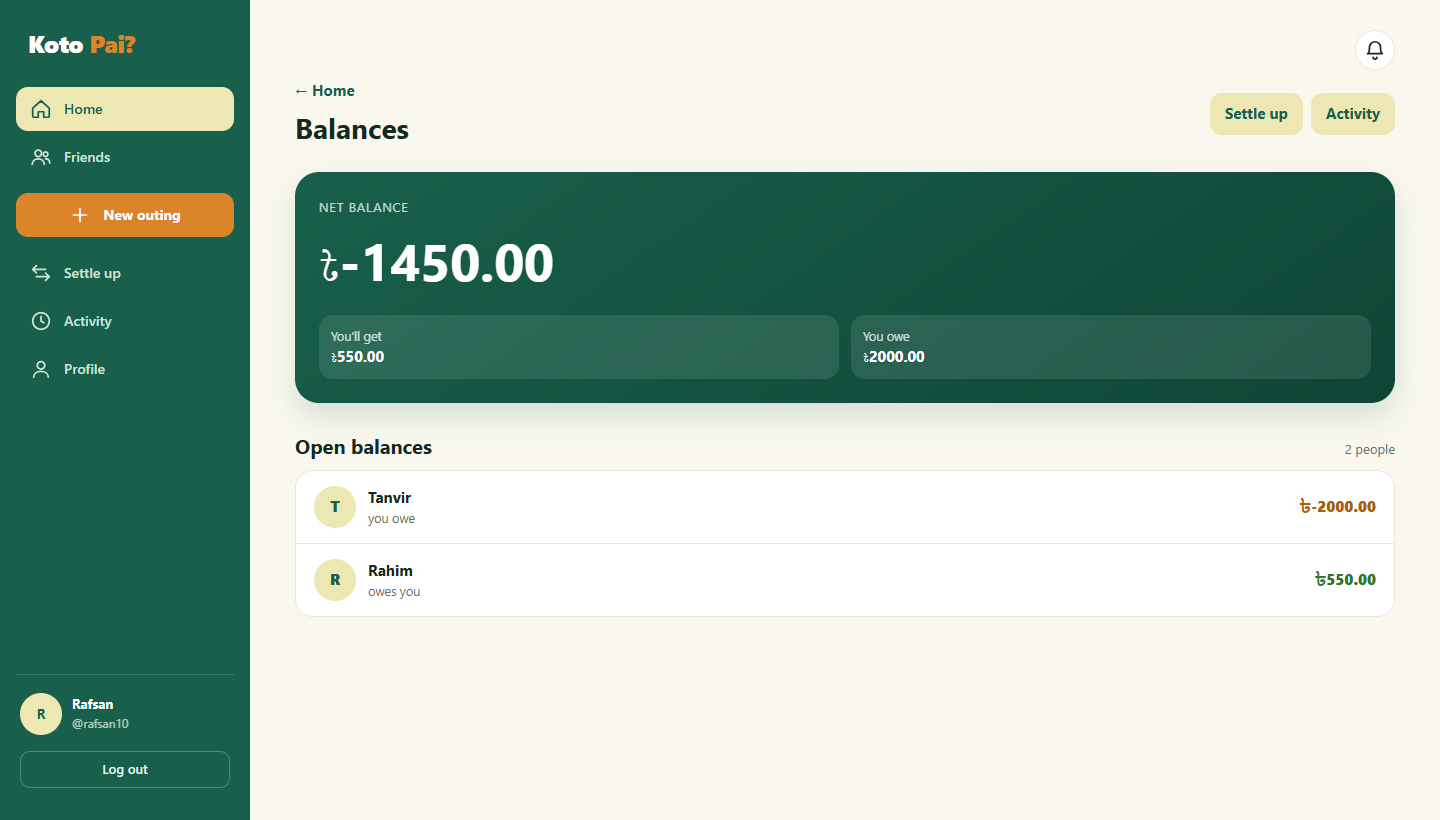 Koto Pai?
Home
Friends
New outing
Settle up
Activity
Profile
Rafsan
R
@rafsan10
Log out
← Home
Balances
Settle up
Activity
NET BALANCE
৳-1450.00
You'll get
৳550.00
You owe
৳2000.00
Open balances
2 people
T
Tanvir
you owe
৳-2000.00
R
Rahim
owes you
৳550.00